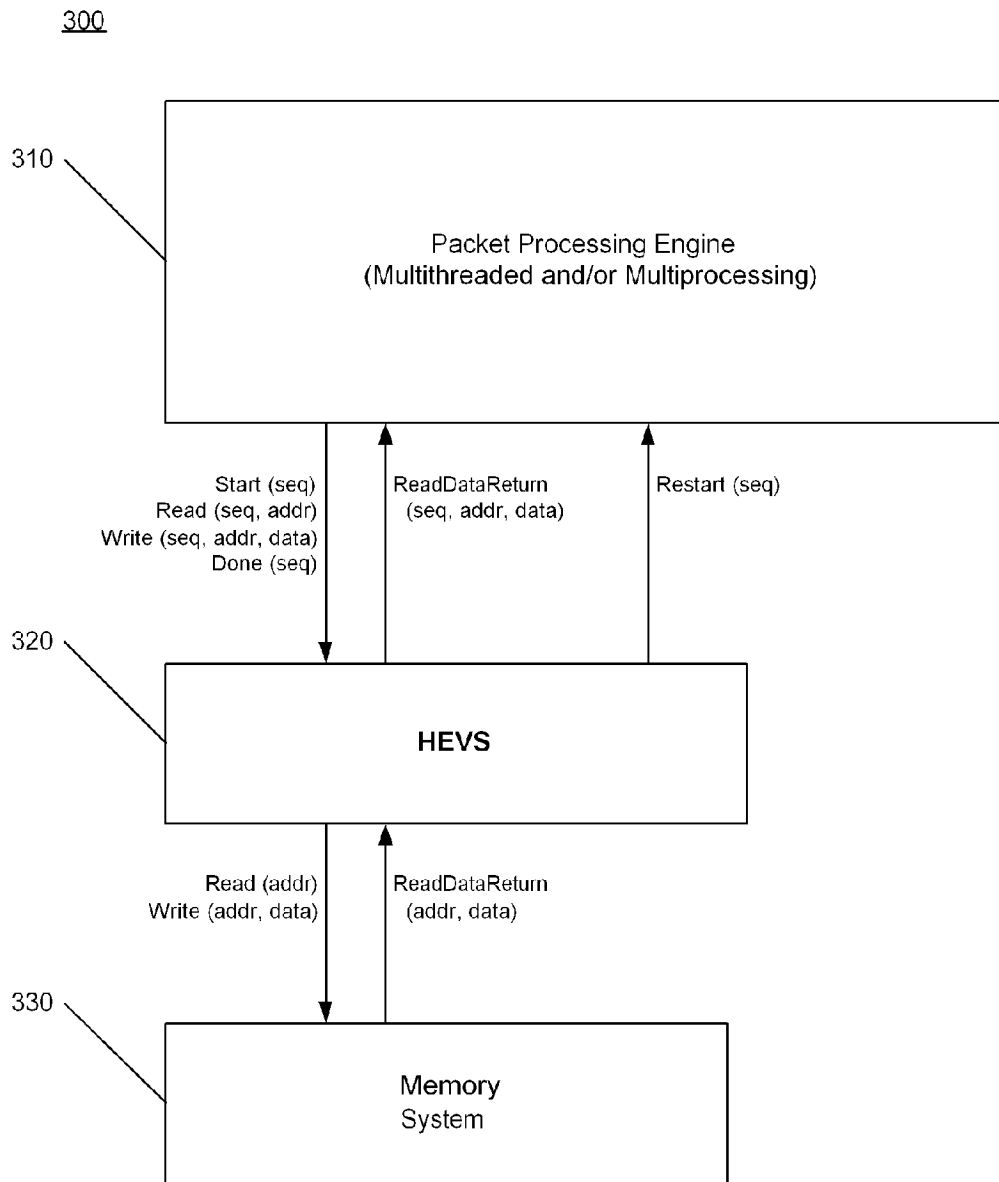 300
310
Packet Processing Engine
(Multithreaded and/or Multiprocessing)
Start (seq)
Read (seq, addr)
Write (seq, addr, data)
Done (seq)
ReadDataReturn
(seq, addr, data)
Restart (seq)
320
HEVS
Read (addr)
Write (addr, data)
ReadDataReturn
(addr, data)
330
Memory
System